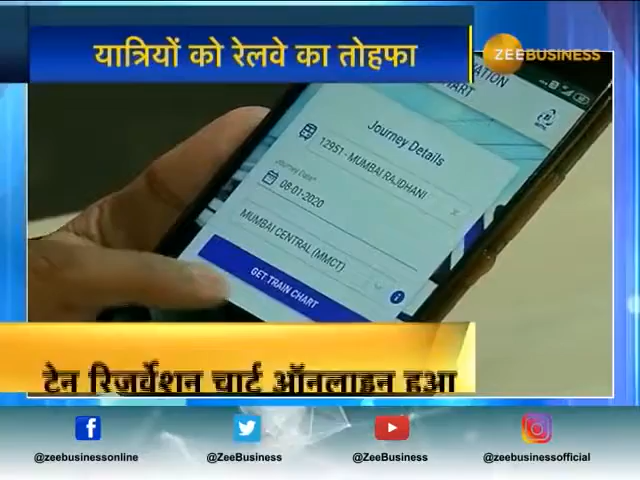 यात्रियों को रेलवे का तोहफा
ZEEBUSINESS
Journey Details
12951 - MUMBAI RAJDHANI
Journey Date*
08-01-2020
MUMBAI CENTRAL (MMCT)
GET TRAIN CHART
ट्रेन रिजर्वेशन चार्ट ऑनलाइन हुआ
@zeebusinessonline
@ZeeBusiness
@ZeeBusiness
@zeebusinessofficial